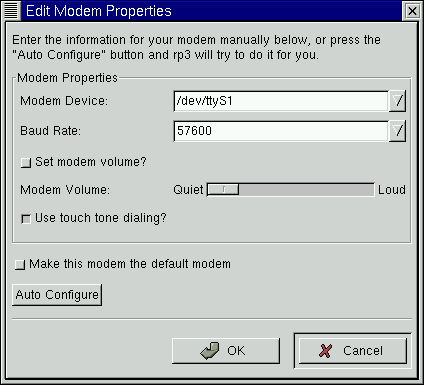 Edit Modem Properties
Enter the information for your modem manually below, or press the
"Auto Configure" button and rp3 will try to do it for you.
Modem Properties
Modem Device: /dev/ttyS1
Baud Rate: 57600
Set modem volume?
Modem Volume: Quiet Loud
Use touch tone dialing?
Make this modem the default modem
Auto Configure
OK Cancel